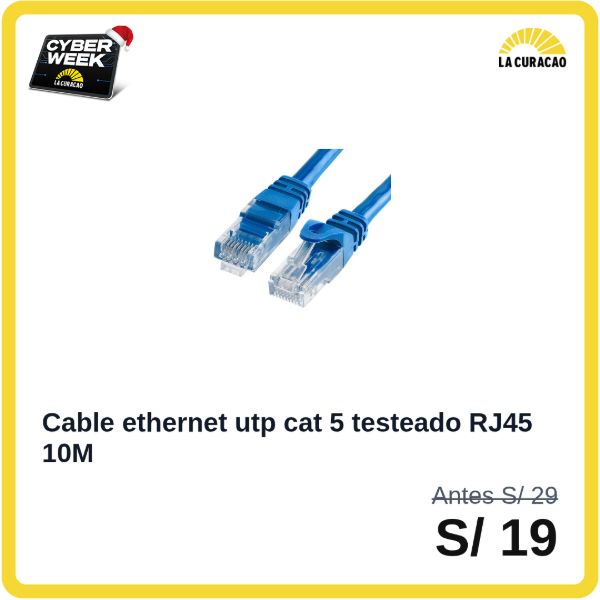 CYBER
WEEK
LA CURACAO
LA CURACAO
Cable ethernet utp cat 5 testeado RJ45
10M
Antes S/ 29
S/ 19